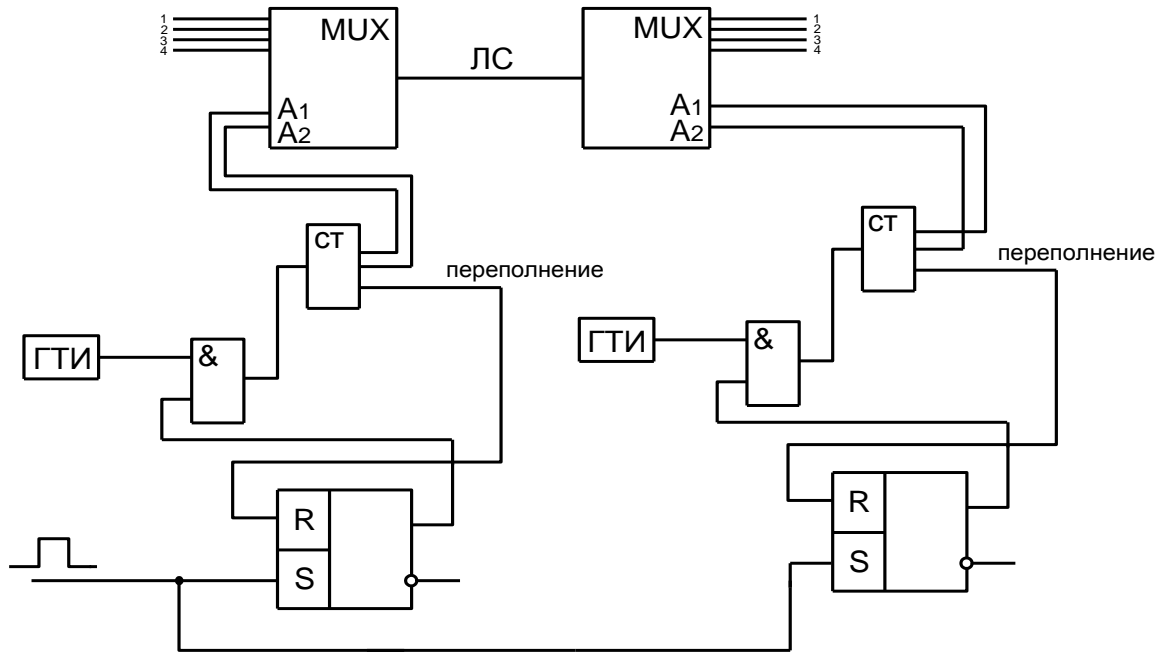 1
2
3
4
MUX
A1
A2
ЛС
MUX
1
2
3
4
A1
A2
CT
переполнение
CT
переполнение
ГТИ
&
ГТИ
&
R
S
R
S